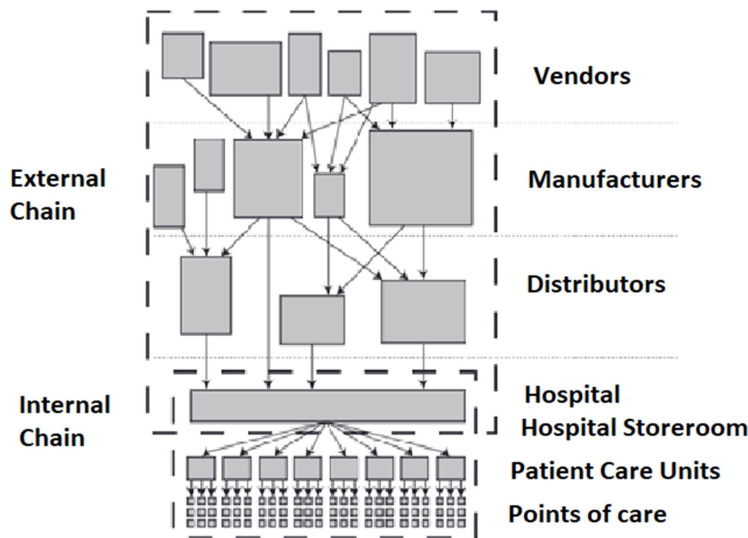 Vendors
External
Chain
Manufacturers
Distributors
Internal
Chain
Hospital
Hospital Storeroom
Patient Care Units
Points of care